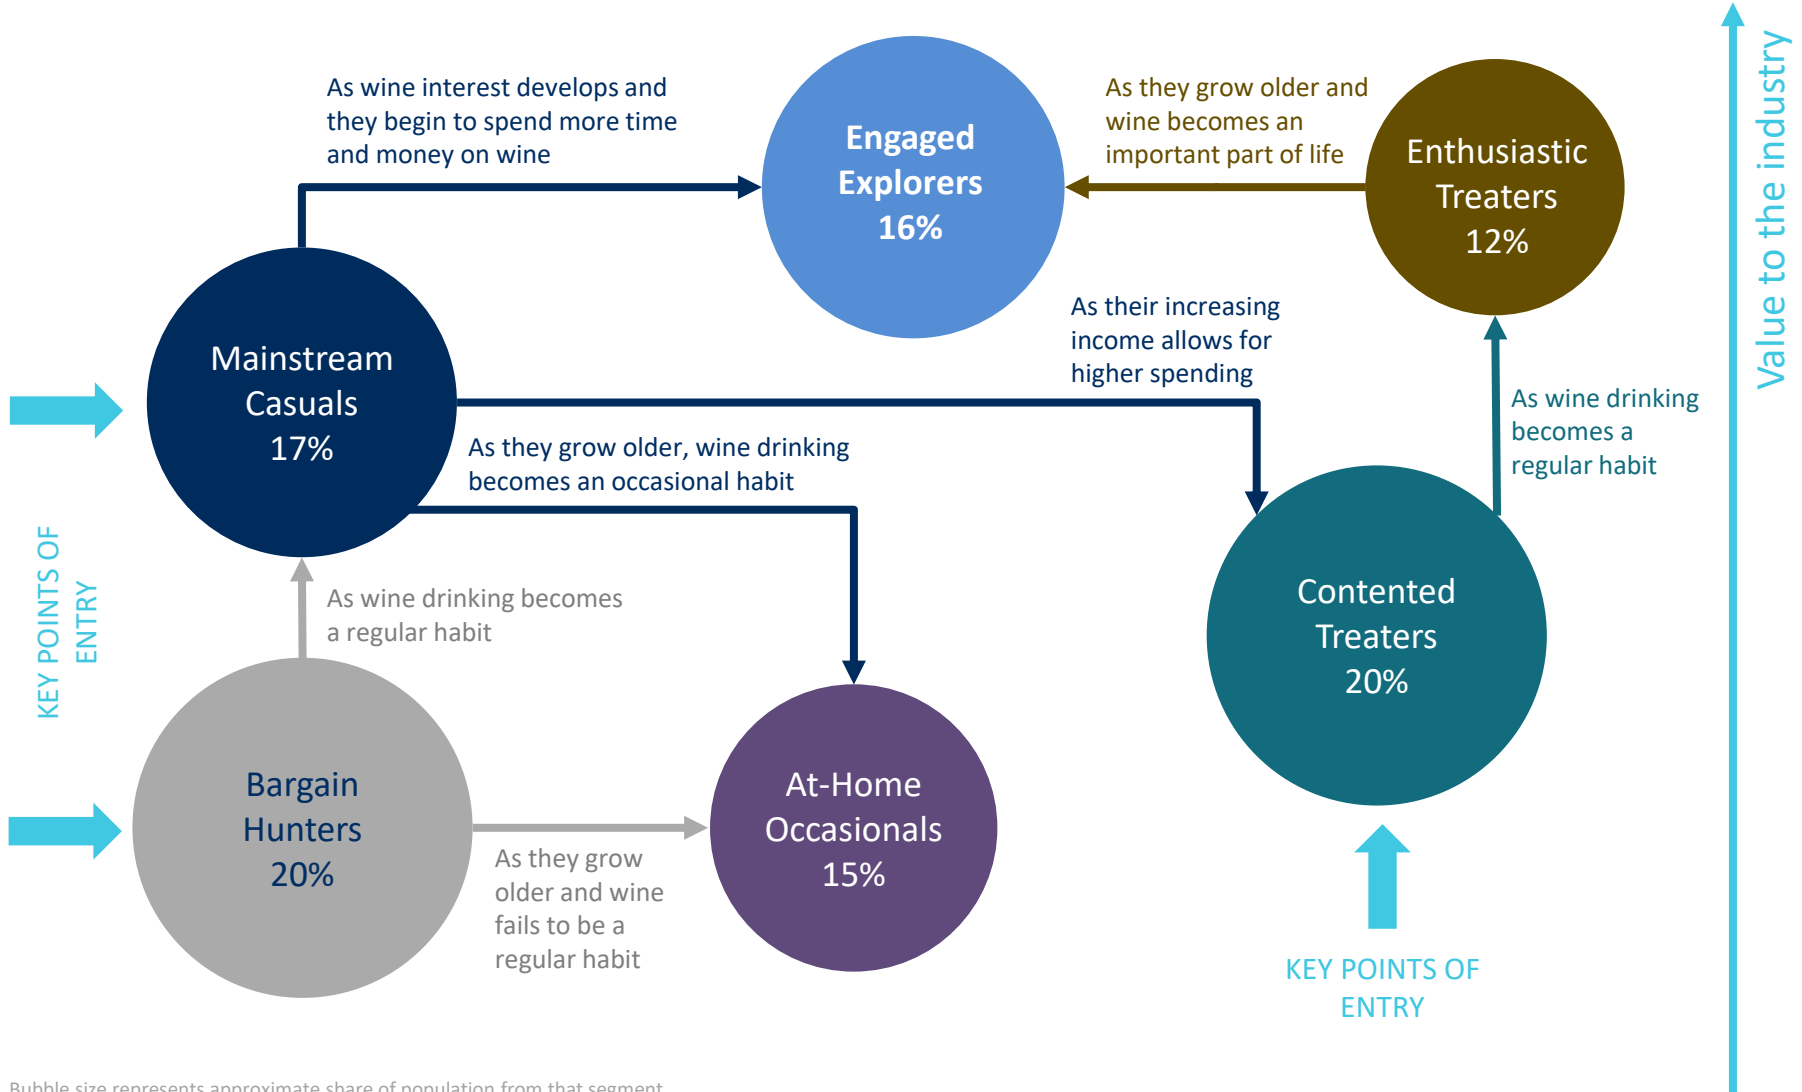 As wine interest develops and
they begin to spend more time
and money on wine
Engaged
Explorers
16%
As they grow older and
wine becomes an
important part of life
Enthusiastic
Treaters
12%
Value to the industry
Mainstream
Casuals
17%
As their increasing
income allows for
higher spending
As wine drinking
becomes a
regular habit
As they grow older, wine drinking
becomes an occasional habit
KEY POINTS OF
ENTRY
As wine drinking becomes
a regular habit
Contented
Treaters
20%
Bargain
Hunters
20%
As they grow
older and wine
fails to be a
regular habit
At-Home
Occasionals
15%
KEY POINTS OF
ENTRY
Bubble size represents approximate share of population from that segment